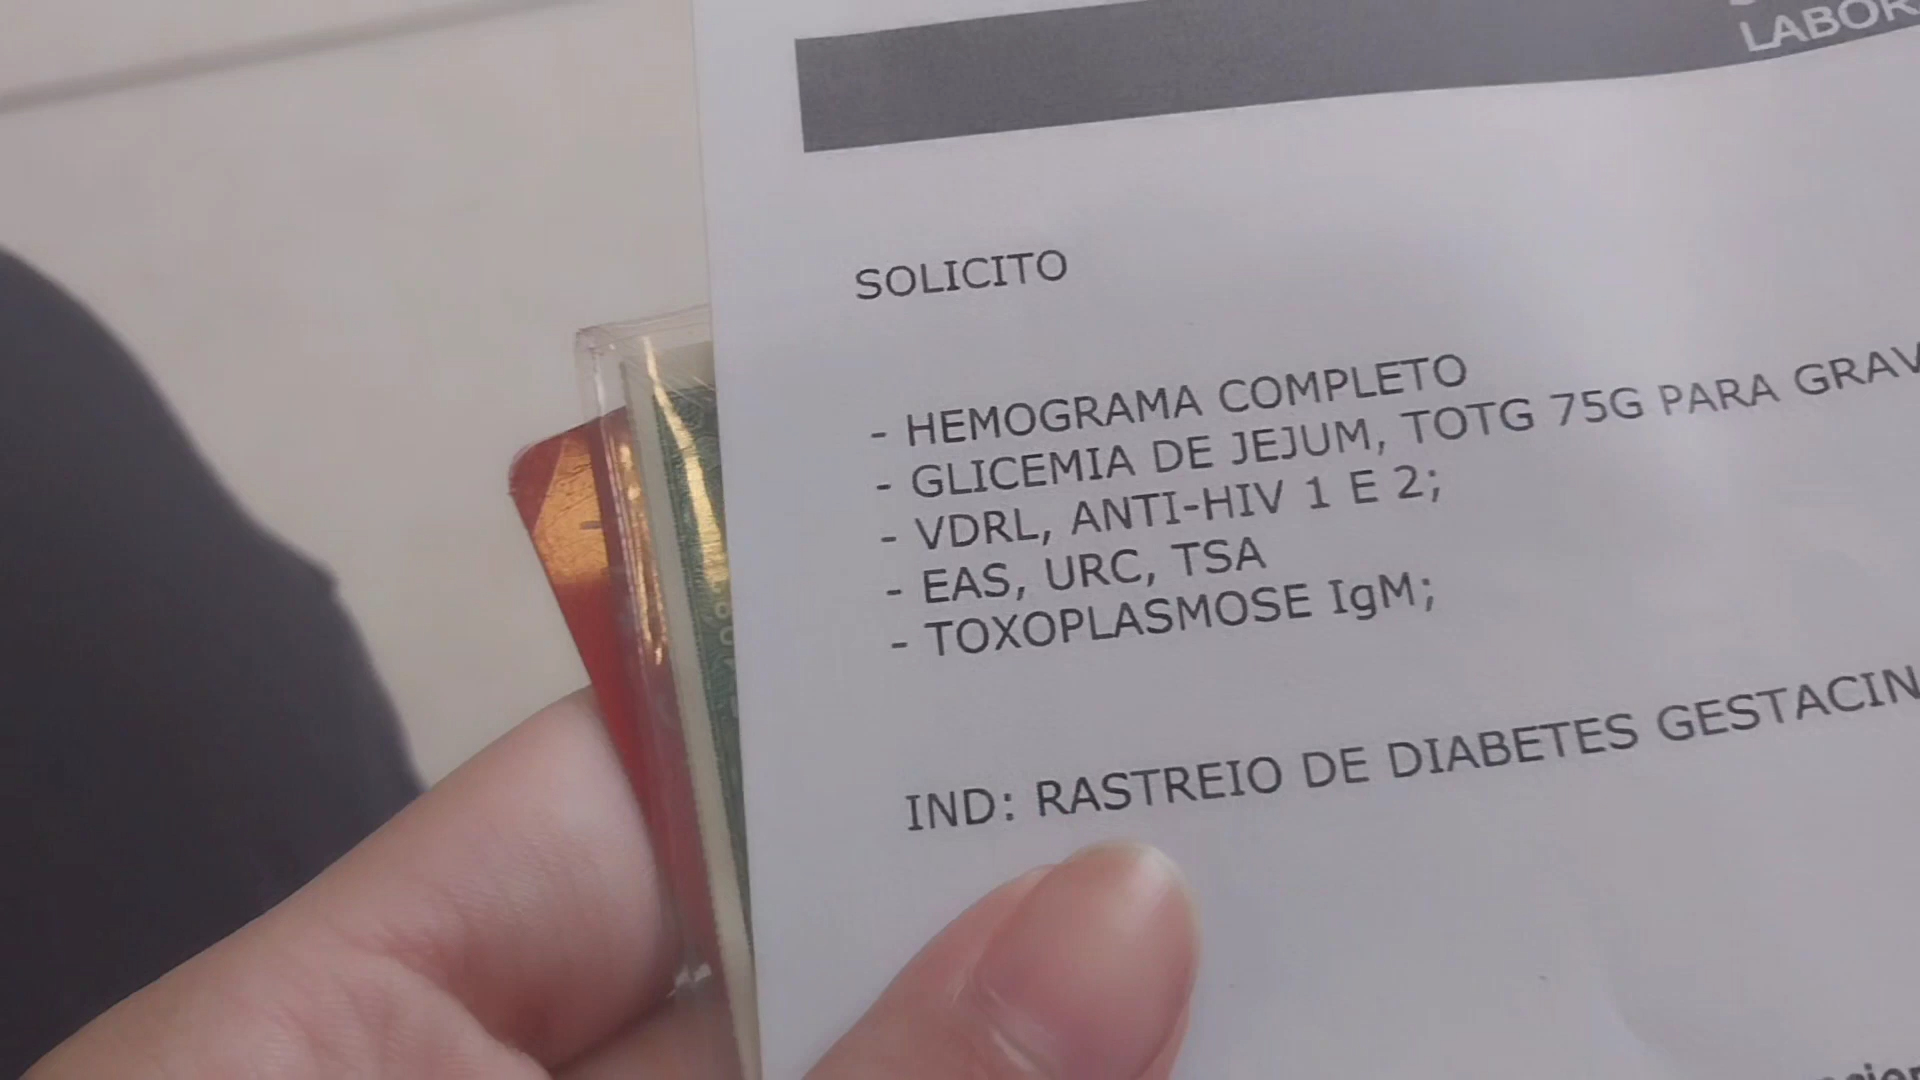 LABOR
SOLICITO
- HEMOGRAMA COMPLETO
- GLICEMIA DE JEJUM, TOTG 75G PARA GRAV
- VDRL, ANTI-HIV 1 E 2;
- EAS, URC, TSA
- TOXOPLASMOSE IgM;
IND: RASTREIO DE DIABETES GESTACIN